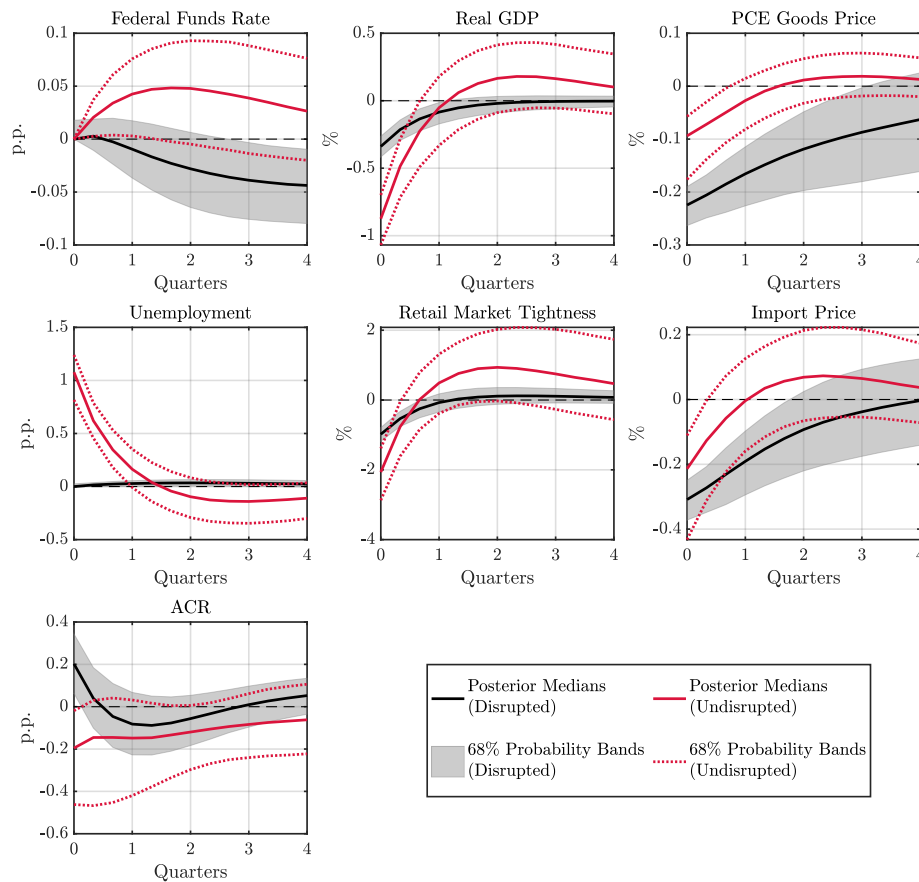 Federal Funds Rate
0.1
0.05
0
-0.05
-0.1
p.p.
0 1 2 3 4
Quarters
Real GDP
0.5
0
-0.5
-1
%
0 1 2 3 4
Quarters
PCE Goods Price
0.1
0
-0.1
-0.2
-0.3
%
0 1 2 3 4
Quarters
Unemployment
1.5
1
0.5
0
-0.5
p.p.
0 1 2 3 4
Quarters
Retail Market Tightness
2
0
-2
-4
%
0 1 2 3 4
Quarters
Import Price
0.2
0
-0.2
-0.4
%
0 1 2 3 4
Quarters
ACR
0.4
0.2
0
-0.2
-0.4
-0.6
p.p.
0 1 2 3 4
Quarters
Posterior Medians
(Disrupted)
Posterior Medians
(Undisrupted)
68% Probability Bands
(Disrupted)
68% Probability Bands
(Undisrupted)